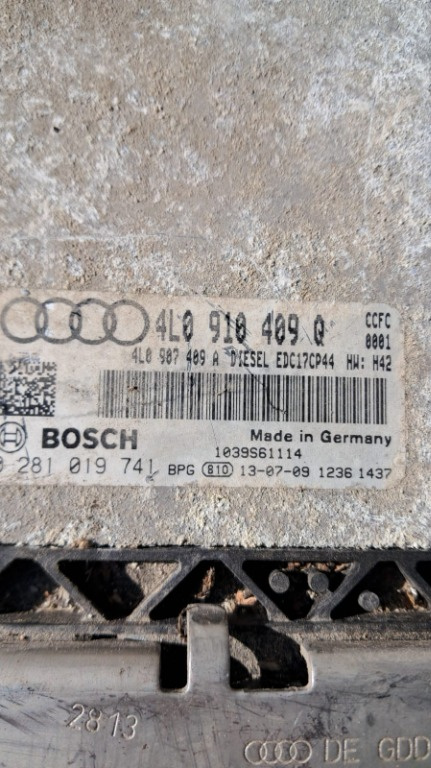 4L0 910 409 Q
CCFC
0001
4L0 907 409 A DIESEL EDC17CP44 HW: H42
BOSCH
Made in Germany
1039S61114
0 281 019 741
BPG 810 13-07-09 1236 1437
2813
DE GDD